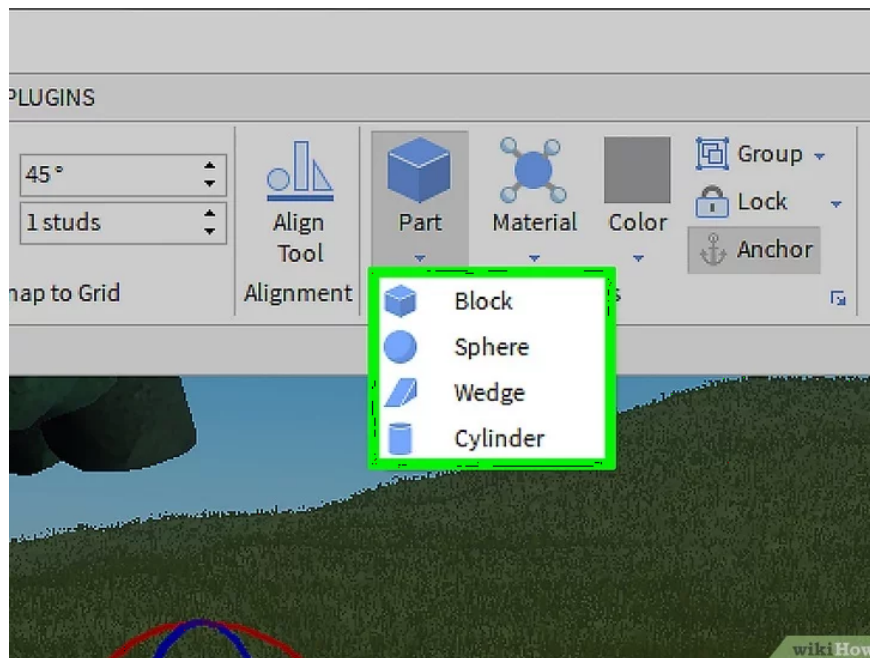 PLUGINS
45°
1 studs
Align
Tool
Alignment
Part
Material
Color
Group
Lock
Anchor
Grid
to
Block
Sphere
Wedge
Cylinder
s
wikiHow